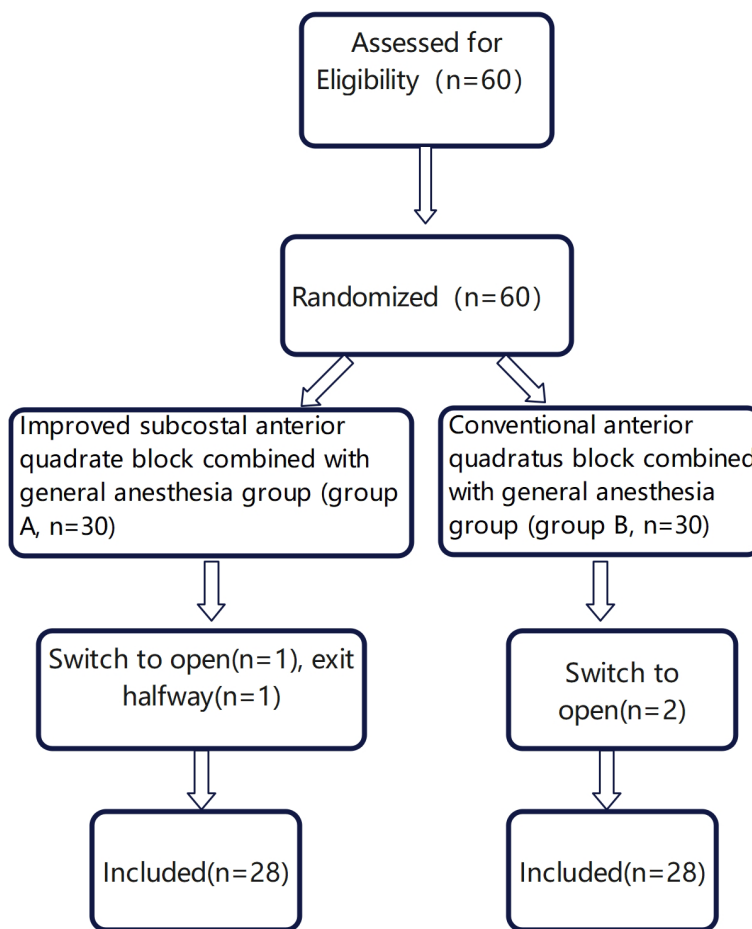 Assessed for
Eligibility（n=60）
Randomized（n=60）
Improved subcostal anterior
quadrate block combined with
general anesthesia group (group
A, n=30)
Conventional anterior
quadratus block combined
with general anesthesia
group (group B, n=30)
Switch to open(n=1), exit
halfway(n=1)
Switch to
open(n=2)
Included(n=28)
Included(n=28)